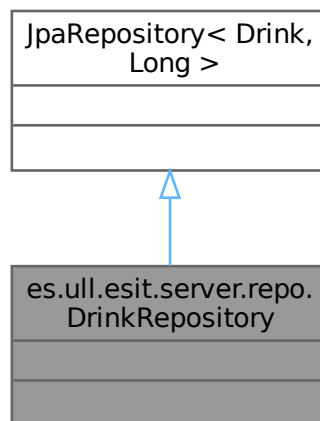 JpaRepository< Drink,
Long >
es.ull.esit.server.repo.
DrinkRepository